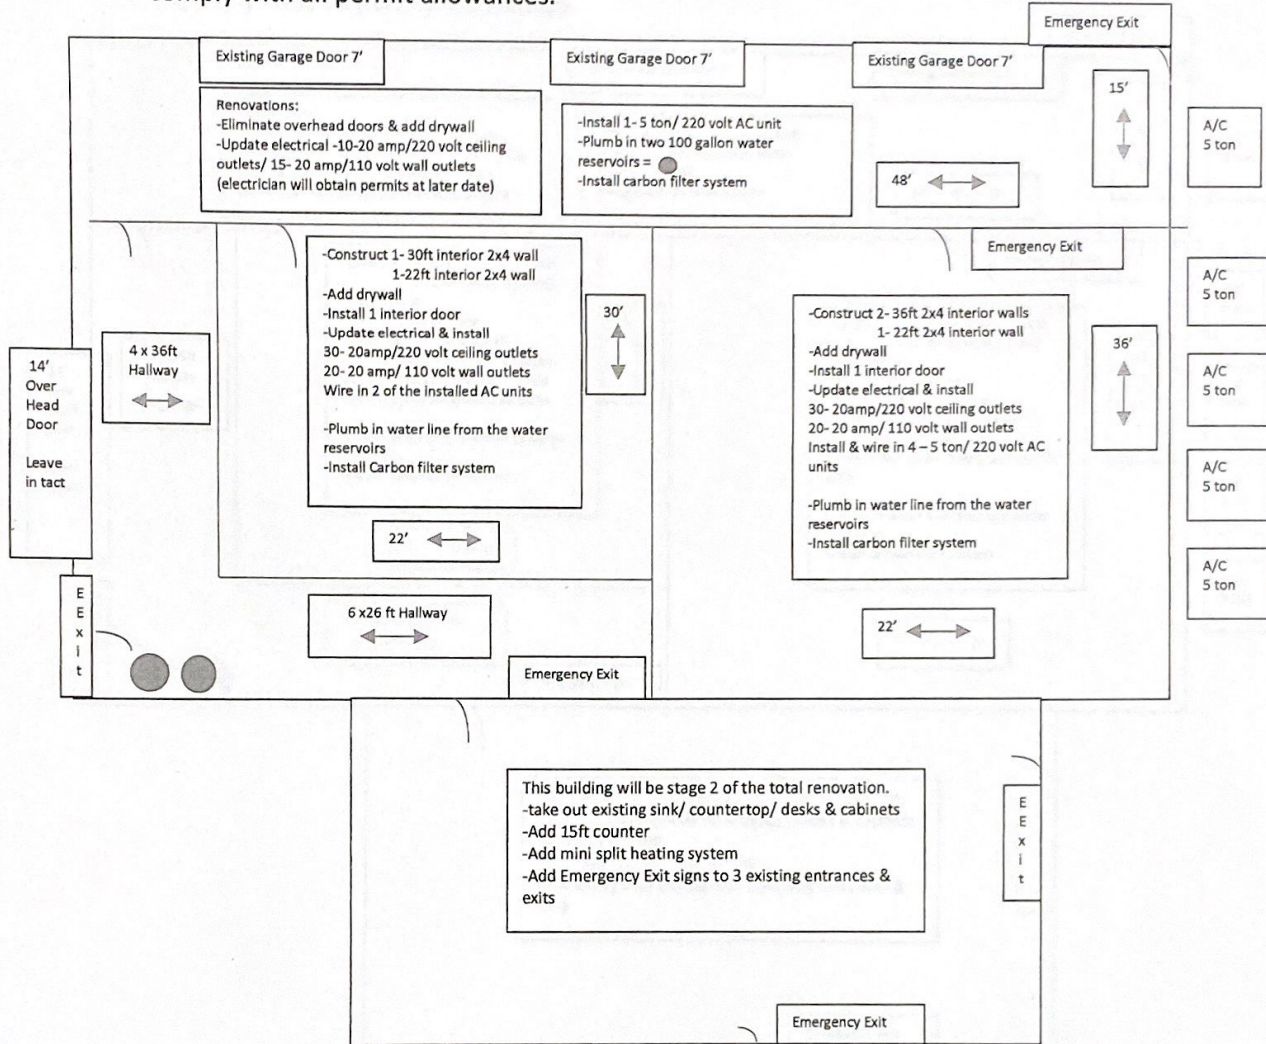 comply with all permit allowances.
Emergency Exit
Existing Garage Door 7'
Existing Garage Door 7'
Existing Garage Door 7'
Renovations:
-Eliminate overhead doors & add drywall
-Update electrical -10-20 amp/220 volt ceiling
outlets/ 15- 20 amp/110 volt wall outlets
(electrician will obtain permits at later date)
-Install 1- 5 ton/ 220 volt AC unit
-Plumb in two 100 gallon water
reservoirs =
-Install carbon filter system
48'
15'
A/C
5 ton
Emergency Exit
-Construct 1- 30ft interior 2x4 wall
1-22ft interior 2x4 wall
-Add drywall
-Install 1 interior door
-Update electrical & install
30- 20amp/220 volt ceiling outlets
20- 20 amp/ 110 volt wall outlets
Wire in 2 of the installed AC units
-Plumb in water line from the water
reservoirs
-Install Carbon filter system
30'
-Construct 2- 36ft 2x4 interior walls
1- 22ft 2x4 interior wall
-Add drywall
-Install 1 interior door
-Update electrical & install
30- 20amp/220 volt ceiling outlets
20- 20 amp/ 110 volt wall outlets
Install & wire in 4 – 5 ton/ 220 volt AC
units
-Plumb in water line from the water
reservoirs
-Install carbon filter system
36'
A/C
5 ton
A/C
5 ton
A/C
5 ton
A/C
5 ton
4 x 36ft
Hallway
14'
Over
Head
Door
Leave
in tact
22'
6 x26 ft Hallway
22'
E
E
x
i
t
Emergency Exit
This building will be stage 2 of the total renovation.
-take out existing sink/ countertop/ desks & cabinets
-Add 15ft counter
-Add mini split heating system
-Add Emergency Exit signs to 3 existing entrances &
exits
E
E
x
i
t
Emergency Exit